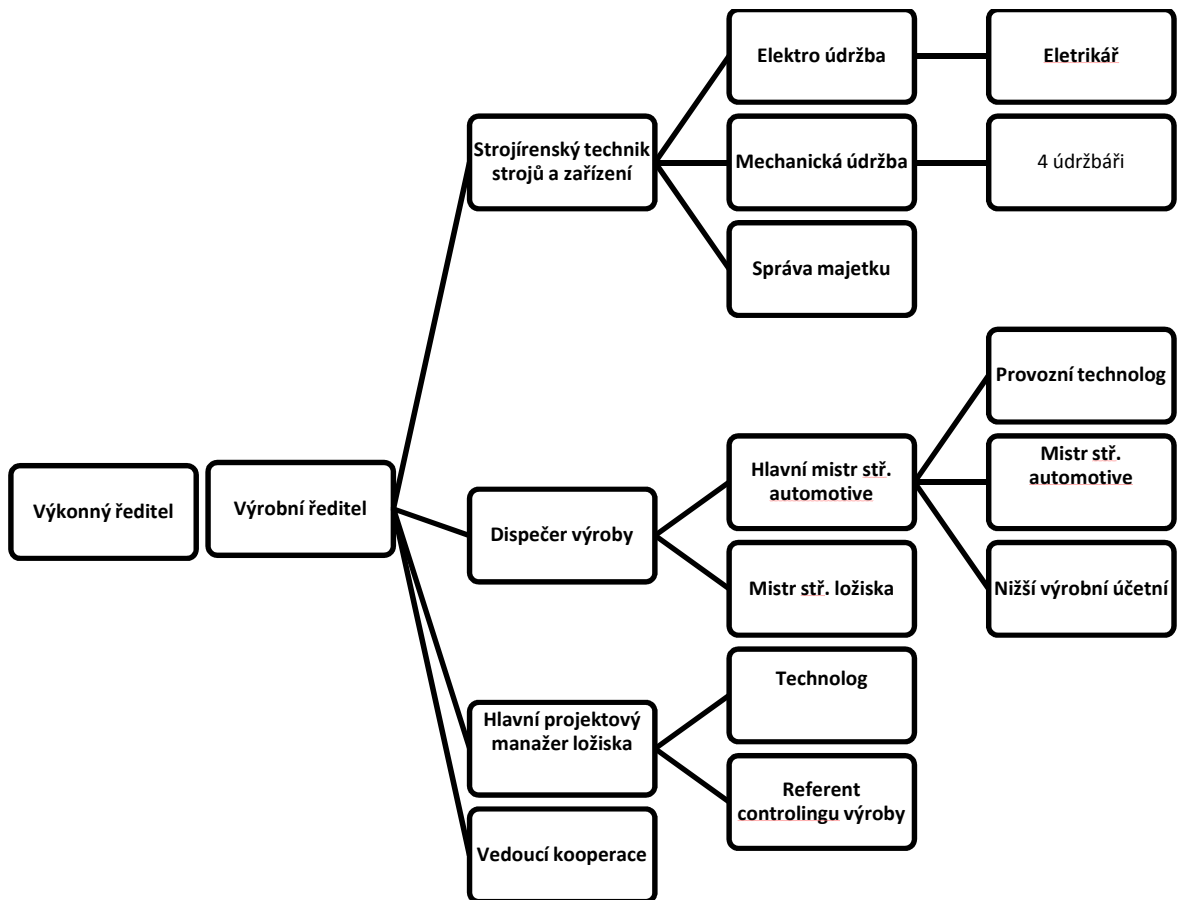 Elektro údržba
Eletrikář
Strojírenský technik
strojů a zařízení
Mechanická údržba
4 údržbáři
Správa majetku
Provozní technolog
Výkonný ředitel
Výrobní ředitel
Dispečer výroby
Hlavní mistr stř.
automotive
Mistr stř.
automotive
Mistr stř. ložiska
Nižší výrobní účetní
Hlavní projektový
manažer ložiska
Technolog
Referent
controlingu výroby
Vedoucí kooperace